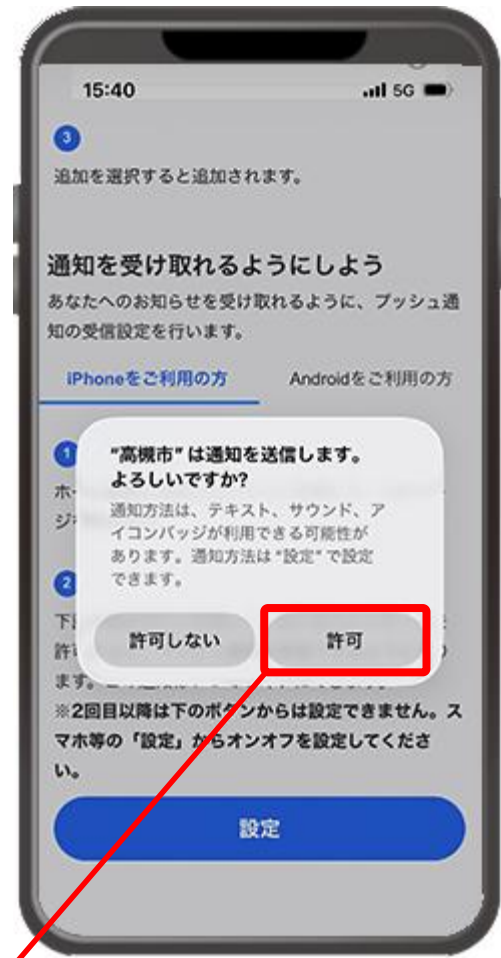 15:40
5G
3
追加を選択すると追加されます。
通知を受け取れるようにしよう
あなたへのお知らせを受け取れるように、プッシュ通
知の受信設定を行います。
iPhoneをご利用の方 Androidをご利用の方
1
ホ
ジ
"高槻市"は通知を送信します。
よろしいですか?
通知方法は、テキスト、サウンド、ア
イコンバッジが利用できる可能性が
あります。通知方法は"設定"で設定
できます。
2
許可しない 許可
ます。
※2回目以降は下のボタンからは設定できません。ス
マホ等の「設定」からオンオフを設定してくださ
い。
設定